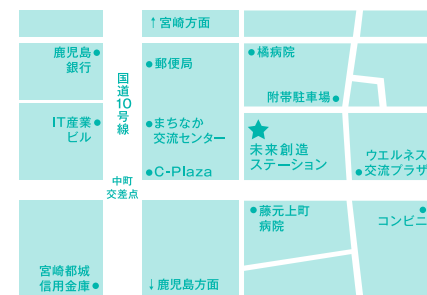 ↑宮崎方面
鹿児島
銀行
国道10号線
郵便局
橘病院
附帯駐車場
IT産業
ビル
まちなか
交流センター
未来創造
ステーション
ウエルネス
交流プラザ
C-Plaza
中町
交差点
藤元上町
病院
コンビニ
宮崎都城
信用金庫
↓鹿児島方面